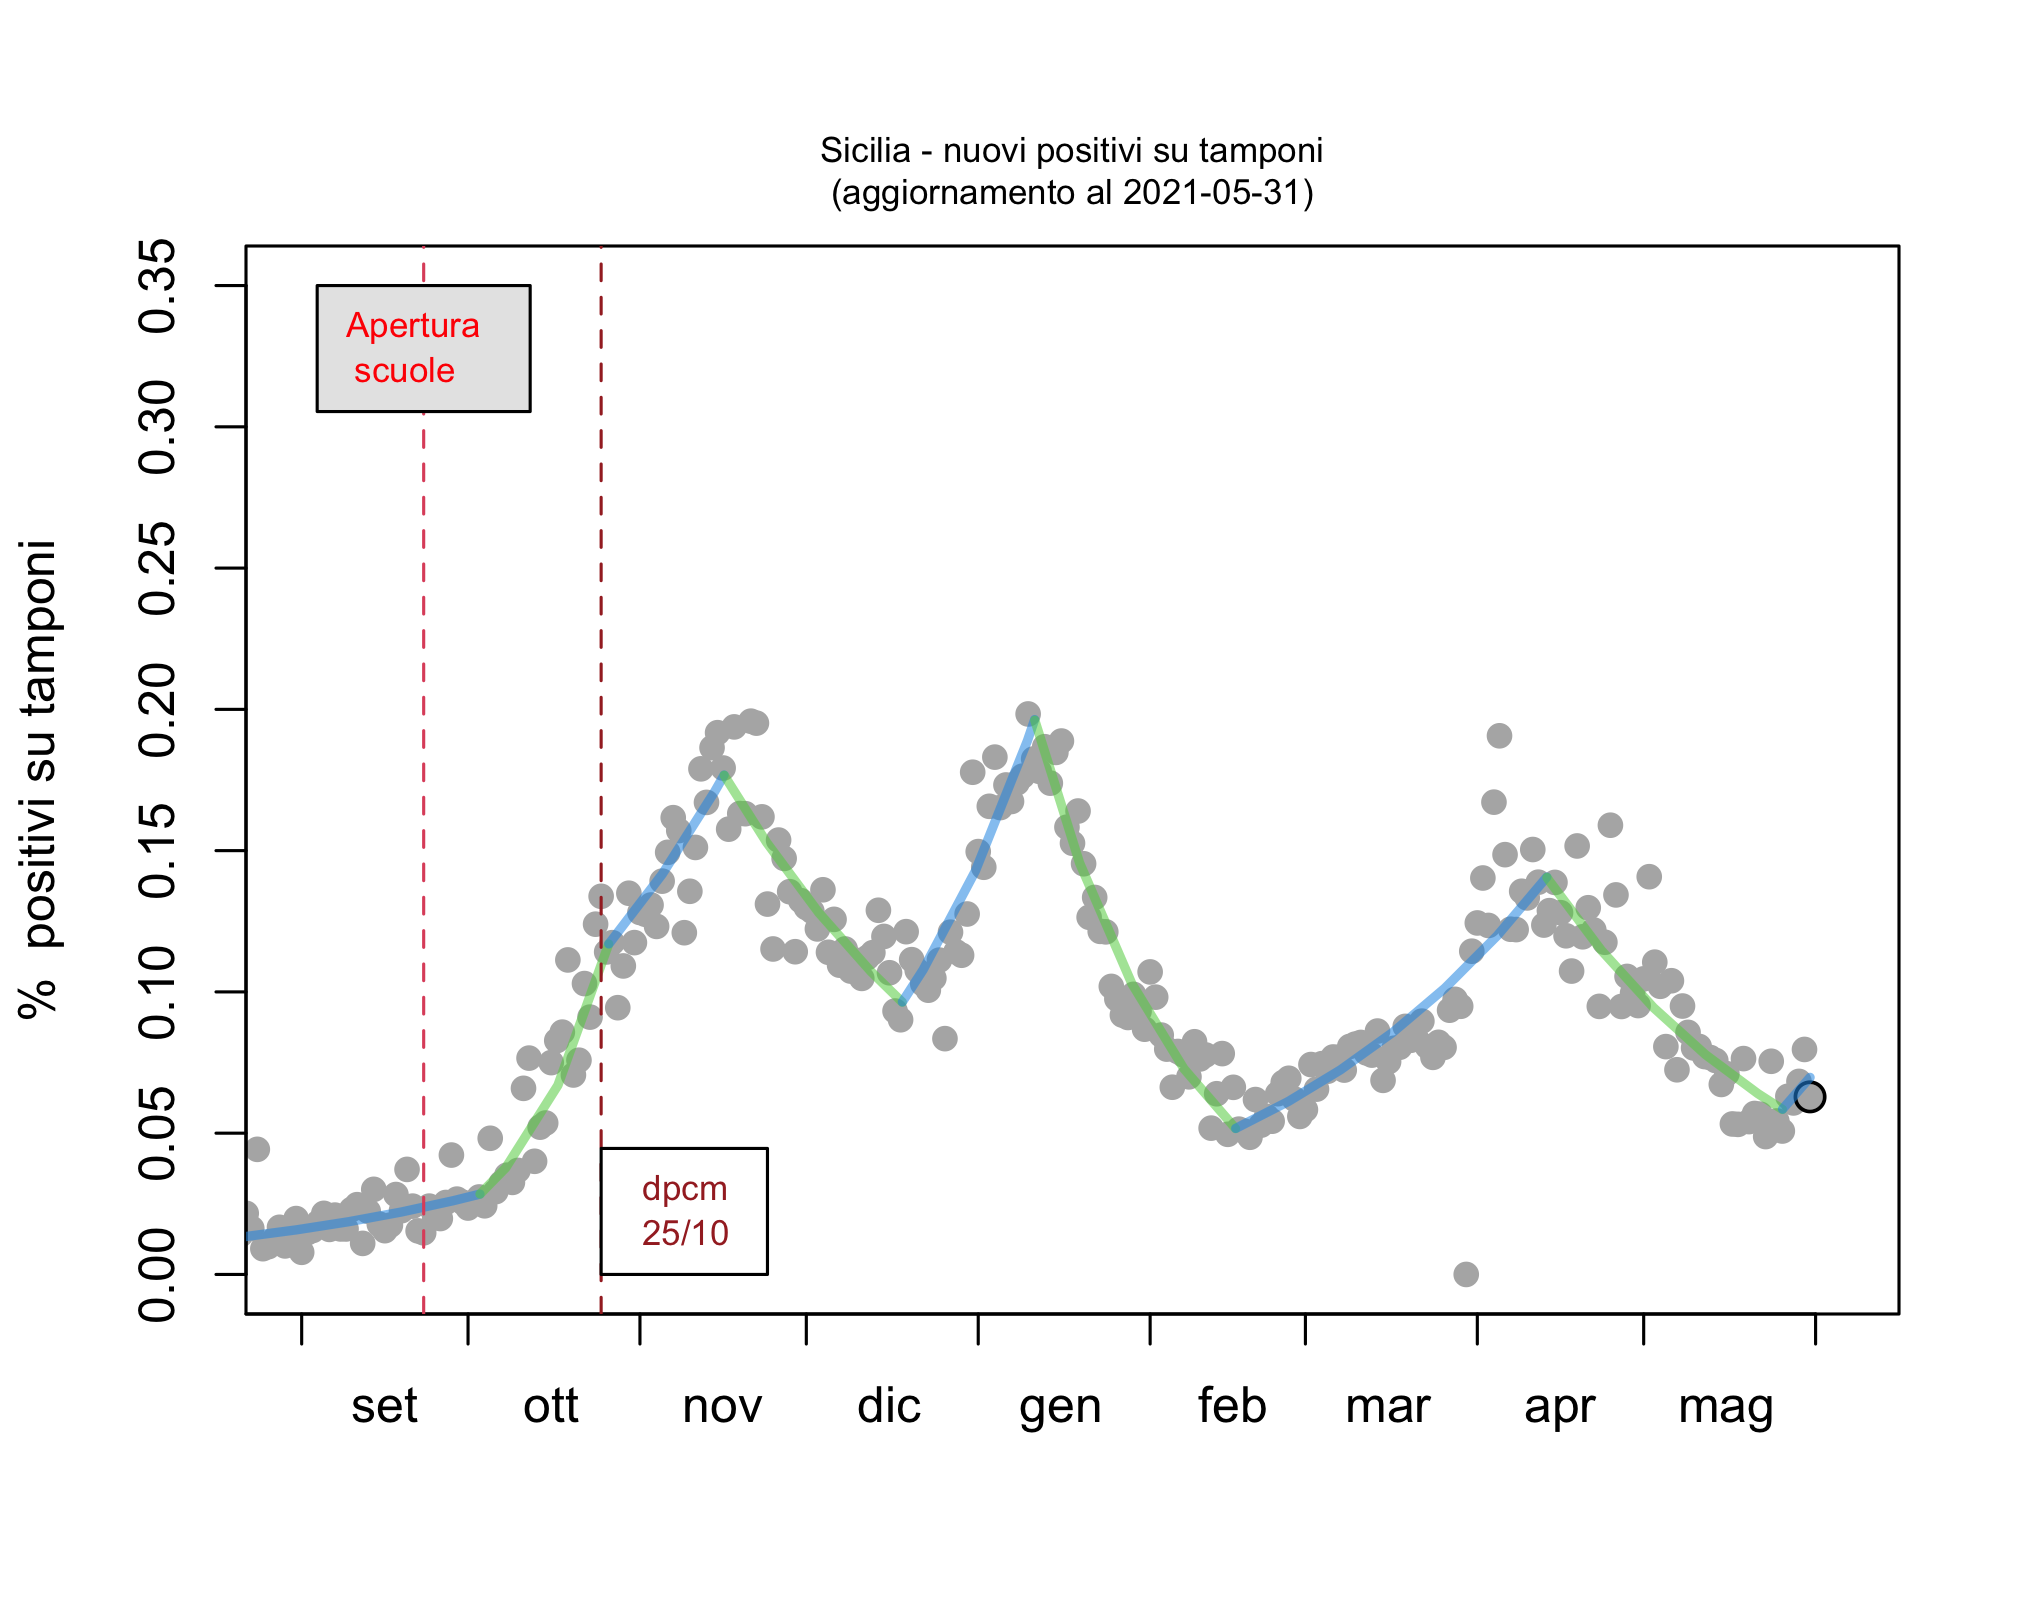 Sicilia - nuovi positivi su tamponi
(aggiornamento al 2021-05-31)
% positivi su tamponi
0.35
0.30
0.25
0.20
0.15
0.10
0.05
0.00
Apertura
scuole
dpcm
25/10
set ott nov dic gen feb mar apr mag